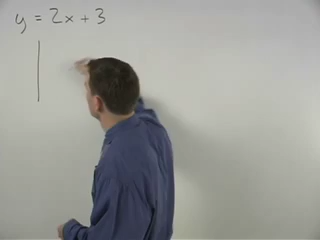 y = 2x + 3